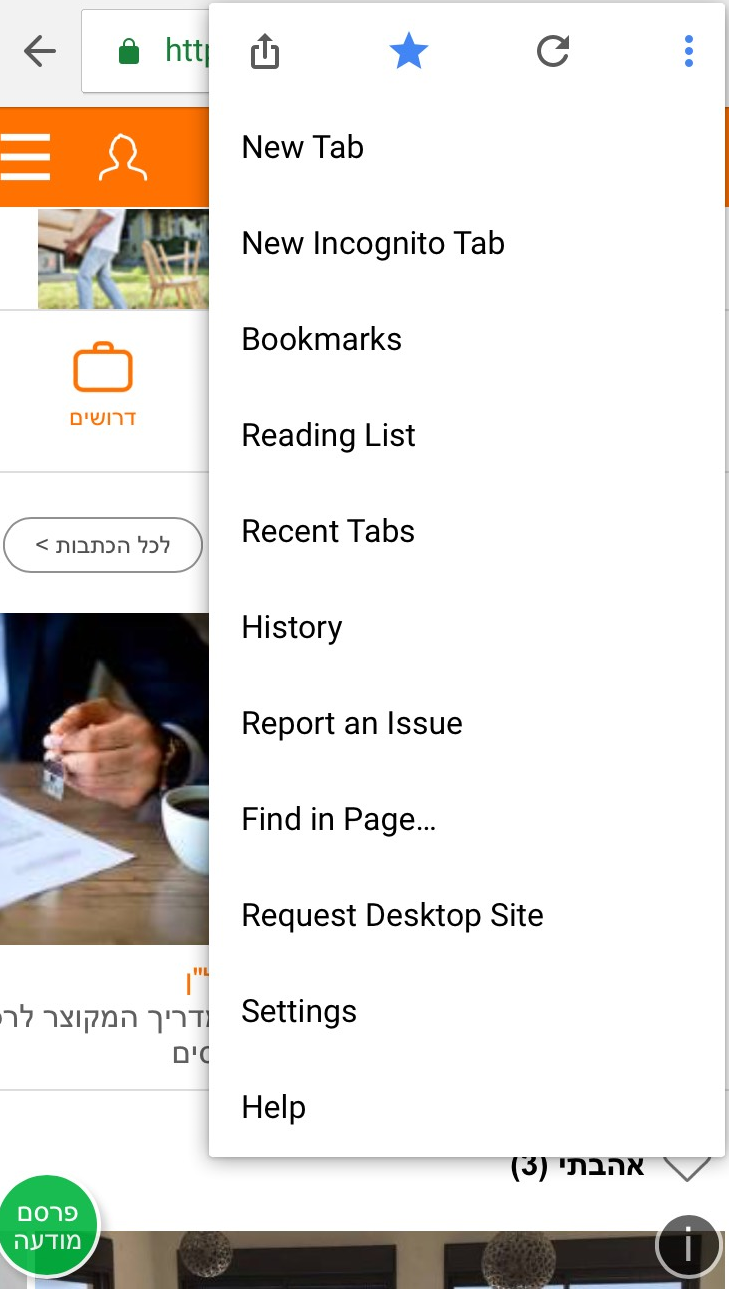 http
New Tab
New Incognito Tab
Bookmarks
Reading List
Recent Tabs
History
Report an Issue
Find in Page...
Request Desktop Site
Settings
Help
דרושים
לכל הכתבות >
המקוצר
אהבתי (3)
פרסם
מודעה
i